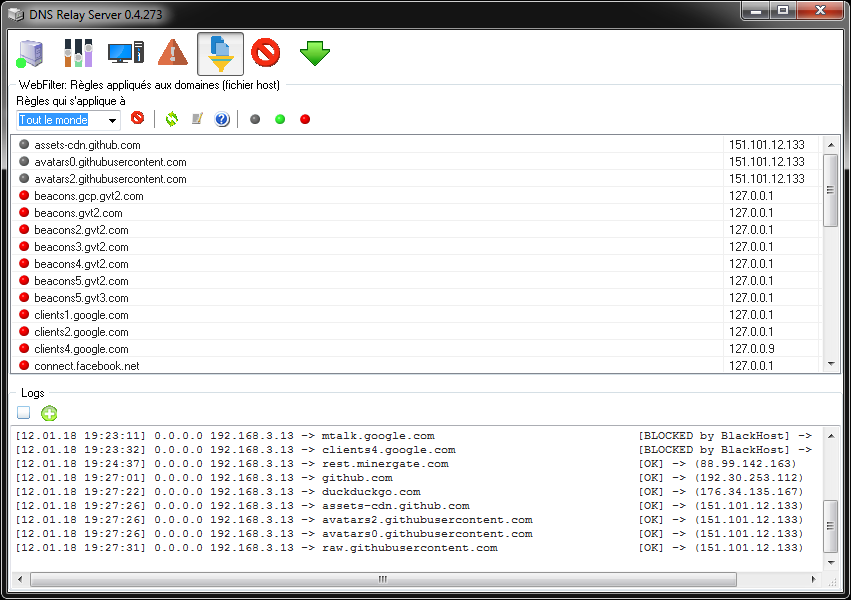 DNS Relay Server 0.4.273
WebFilter: Règles appliqués aux domaines (fichier host)
Règles qui s'applique à
Tout le monde
assets-cdn.github.com 151.101.12.133
avatars0.githubusercontent.com 151.101.12.133
avatars2.githubusercontent.com 151.101.12.133
beacons.gcp.gvt2.com 127.0.0.1
beacons.gvt2.com 127.0.0.1
beacons2.gvt2.com 127.0.0.1
beacons3.gvt2.com 127.0.0.1
beacons4.gvt2.com 127.0.0.1
beacons5.gvt2.com 127.0.0.1
beacons5.gvt3.com 127.0.0.1
clients1.google.com 127.0.0.1
clients2.google.com 127.0.0.1
clients4.google.com 127.0.0.9
connect.facebook.net 127.0.0.1
Logs
[12.01.18 19:23:11] 0.0.0.0 192.168.3.13 -> mtalk.google.com [BLOCKED by BlackHost] ->
[12.01.18 19:23:32] 0.0.0.0 192.168.3.13 -> clients4.google.com [BLOCKED by BlackHost] ->
[12.01.18 19:24:37] 0.0.0.0 192.168.3.13 -> rest.minergate.com [OK] -> (88.99.142.163)
[12.01.18 19:27:01] 0.0.0.0 192.168.3.13 -> github.com [OK] -> (192.30.253.112)
[12.01.18 19:27:22] 0.0.0.0 192.168.3.13 -> duckduckgo.com [OK] -> (176.34.135.167)
[12.01.18 19:27:26] 0.0.0.0 192.168.3.13 -> assets-cdn.github.com [OK] -> (151.101.12.133)
[12.01.18 19:27:26] 0.0.0.0 192.168.3.13 -> avatars2.githubusercontent.com [OK] -> (151.101.12.133)
[12.01.18 19:27:26] 0.0.0.0 192.168.3.13 -> avatars0.githubusercontent.com [OK] -> (151.101.12.133)
[12.01.18 19:27:31] 0.0.0.0 192.168.3.13 -> raw.githubusercontent.com [OK] -> (151.101.12.133)